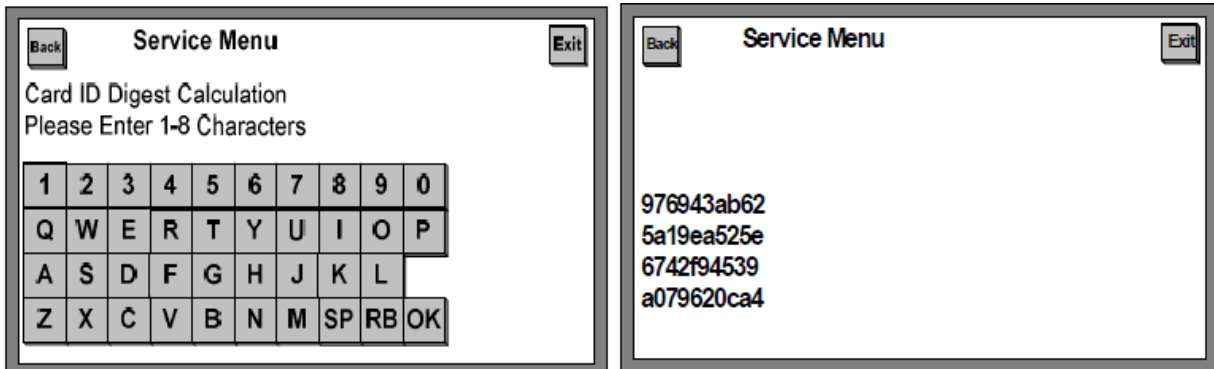 Back Service Menu Exit
Card ID Digest Calculation
Please Enter 1-8 Characters
1 2 3 4 5 6 7 8 9 0
Q W E R T Y U I O P
A S D F G H J K L
Z X C V B N M SP RB OK
Back Service Menu Exit
976943ab62
5a19ea525e
6742f94539
a079620ca4